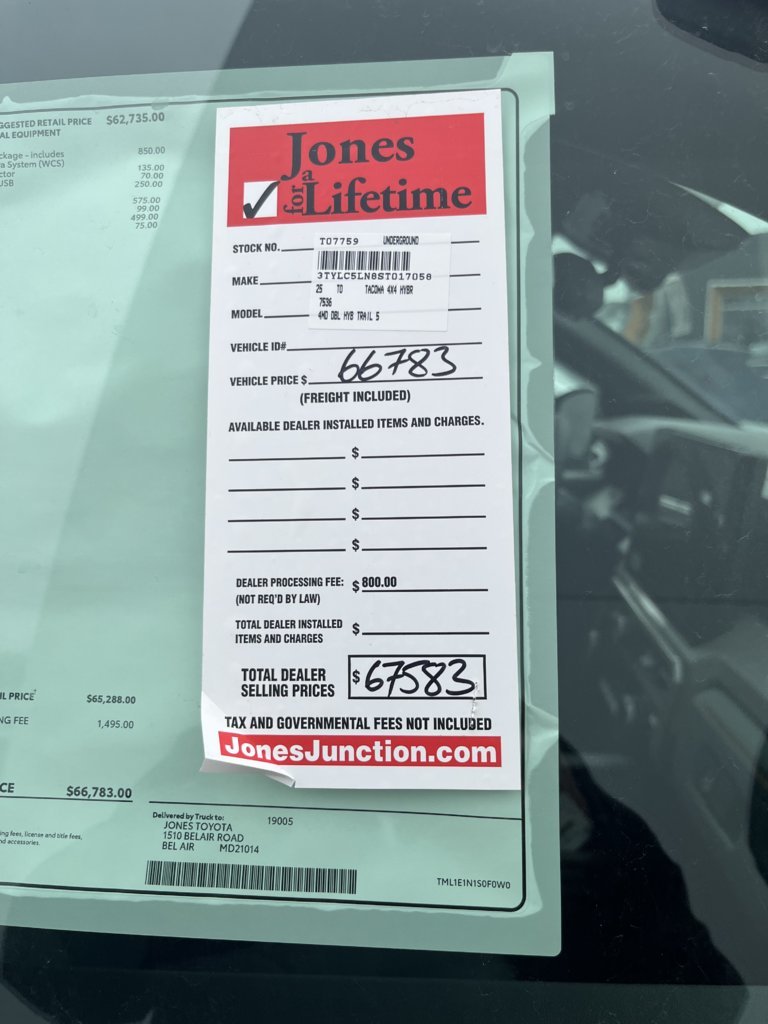 GGESTED RETAIL PRICE $62,735.00
AL EQUIPMENT
ckage - includes 850.00
ra System (WCS)
ctor 135.00
USB 70.00
250.00
575.00
99.00
499.00
75.00
Jones
for a
Lifetime
STOCK NO. T07759 UNDERGROUND
MAKE 3TYLC5LN8ST017058
25 TO TACOMA 4X4 HYBR
7536
MODEL 4WD DBL HYB TRAIL 5
VEHICLE ID#
VEHICLE PRICE $ 66783
(FREIGHT INCLUDED)
AVAILABLE DEALER INSTALLED ITEMS AND CHARGES.
$
$
$
$
DEALER PROCESSING FEE: $ 800.00
(NOT REQ'D BY LAW)
TOTAL DEALER INSTALLED $
ITEMS AND CHARGES
TOTAL DEALER $ 67583
SELLING PRICES
TAX AND GOVERNMENTAL FEES NOT INCLUDED
JonesJunction.com
IL PRICE $65,288.00
NG FEE 1,495.00
CE $66,783.00
ing fees, license and title fees,
nd accessories.
Delivered by Truck to: 19005
JONES TOYOTA
1510 BELAIR ROAD
BEL AIR MD21014
TML1E1N1S0F0W0